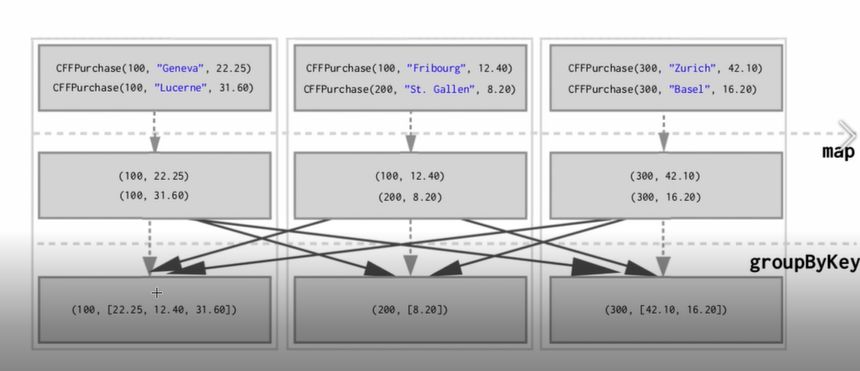 CFFPurchase(100, "Geneva", 22.25)
CFFPurchase(100, "Lucerne", 31.60)
CFFPurchase(100, "Fribourg", 12.40)
CFFPurchase(200, "St. Gallen", 8.20)
CFFPurchase(300, "Zurich", 42.10)
CFFPurchase(300, "Basel", 16.20)
map
(100, 22.25)
(100, 31.60)
(100, 12.40)
(200, 8.20)
(300, 42.10)
(300, 16.20)
groupByKey
(100, [22.25, 12.40, 31.60])
(200, [8.20])
(300, [42.10, 16.20])